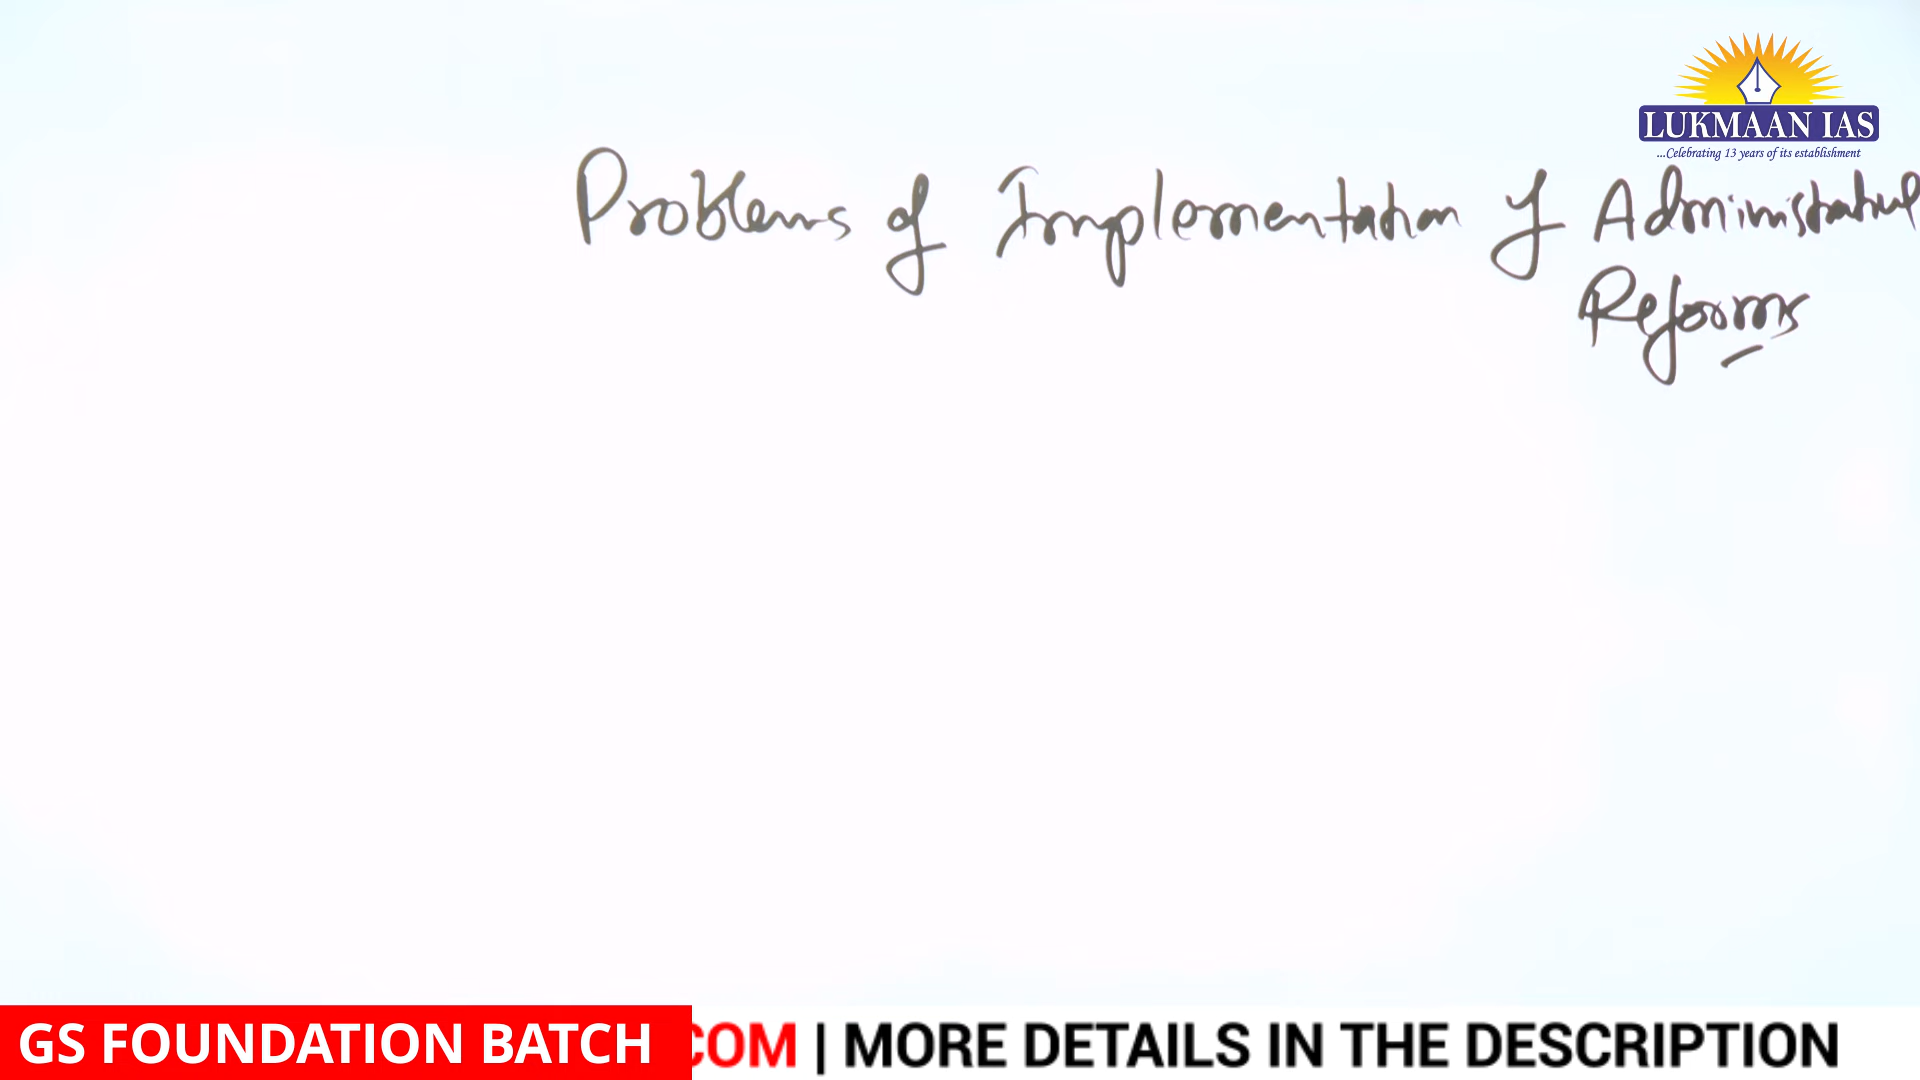 LUKMAAN IAS
...Celebrating 13 years of its establishment
Problems of Implementation of Administrative
Reforms
GS FOUNDATION BATCH
COM | MORE DETAILS IN THE DESCRIPTION